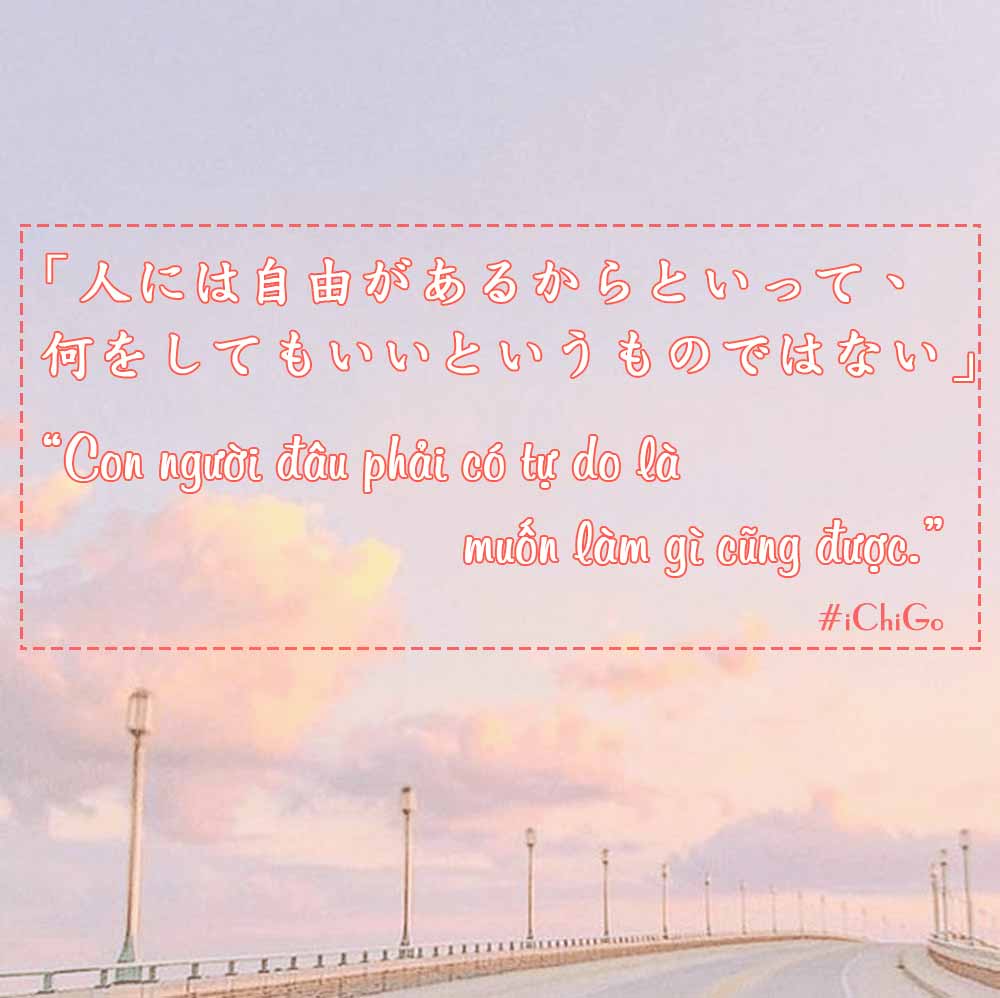 「人には自由があるからといって、
何をしてもいいというものではない」
“Con người đâu phải có tự do là
muốn làm gì cũng được.”
#iChiGo